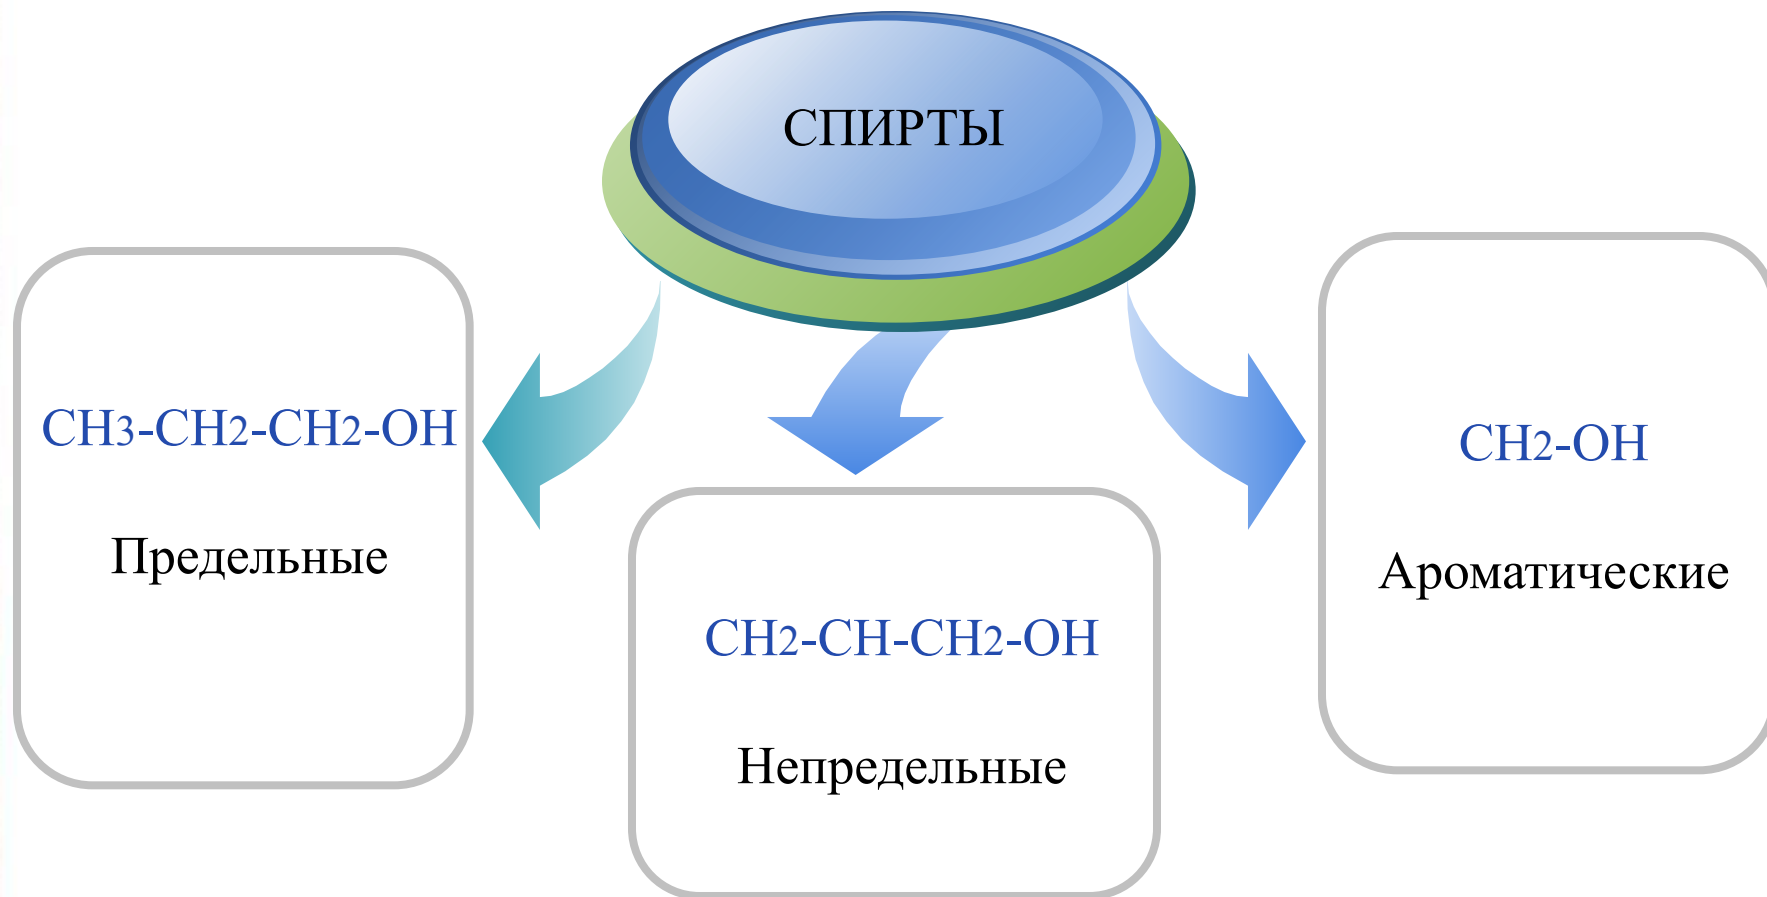 СПИРТЫ
CH3-CH2-CH2-OH
Предельные
CH2-CH-CH2-OH
Непредельные
CH2-OH
Ароматические